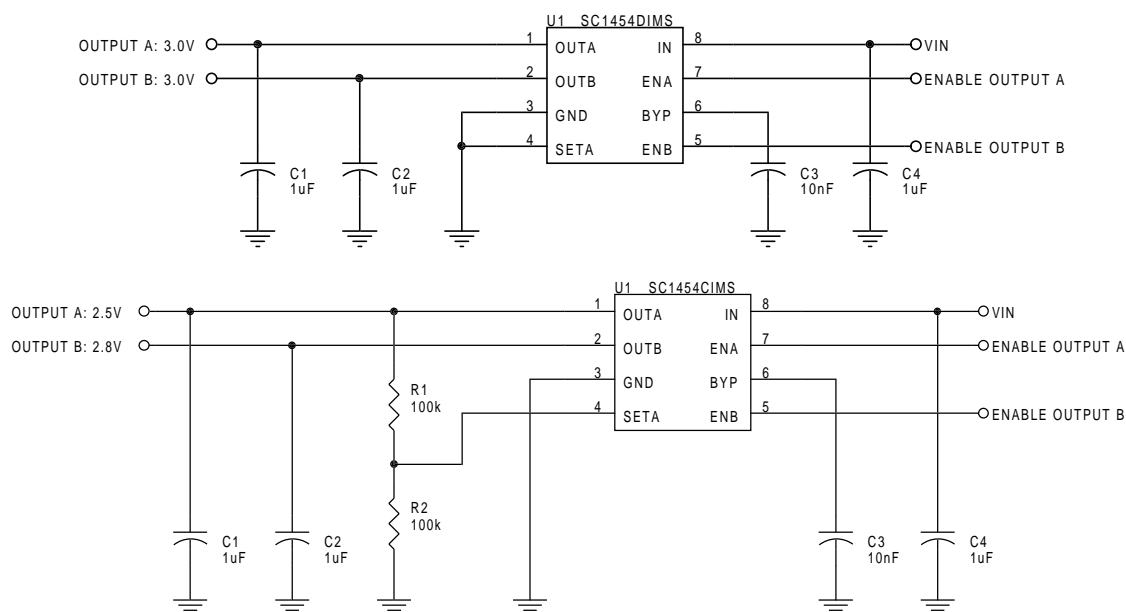 U1 SC1454DIMS
OUTPUT A: 3.0V
1
OUTA
IN
8
VIN
OUTPUT B: 3.0V
2
OUTB
ENA
7
ENABLE OUTPUT A
3
GND
BYP
6
4
SETA
ENB
5
ENABLE OUTPUT B
C1
1uF
C2
1uF
C3
10nF
C4
1uF
U1 SC1454CIMS
OUTPUT A: 2.5V
1
OUTA
IN
8
VIN
OUTPUT B: 2.8V
2
OUTB
ENA
7
ENABLE OUTPUT A
3
GND
BYP
6
R1
100k
4
SETA
ENB
5
ENABLE OUTPUT B
R2
100k
C1
1uF
C2
1uF
C3
10nF
C4
1uF